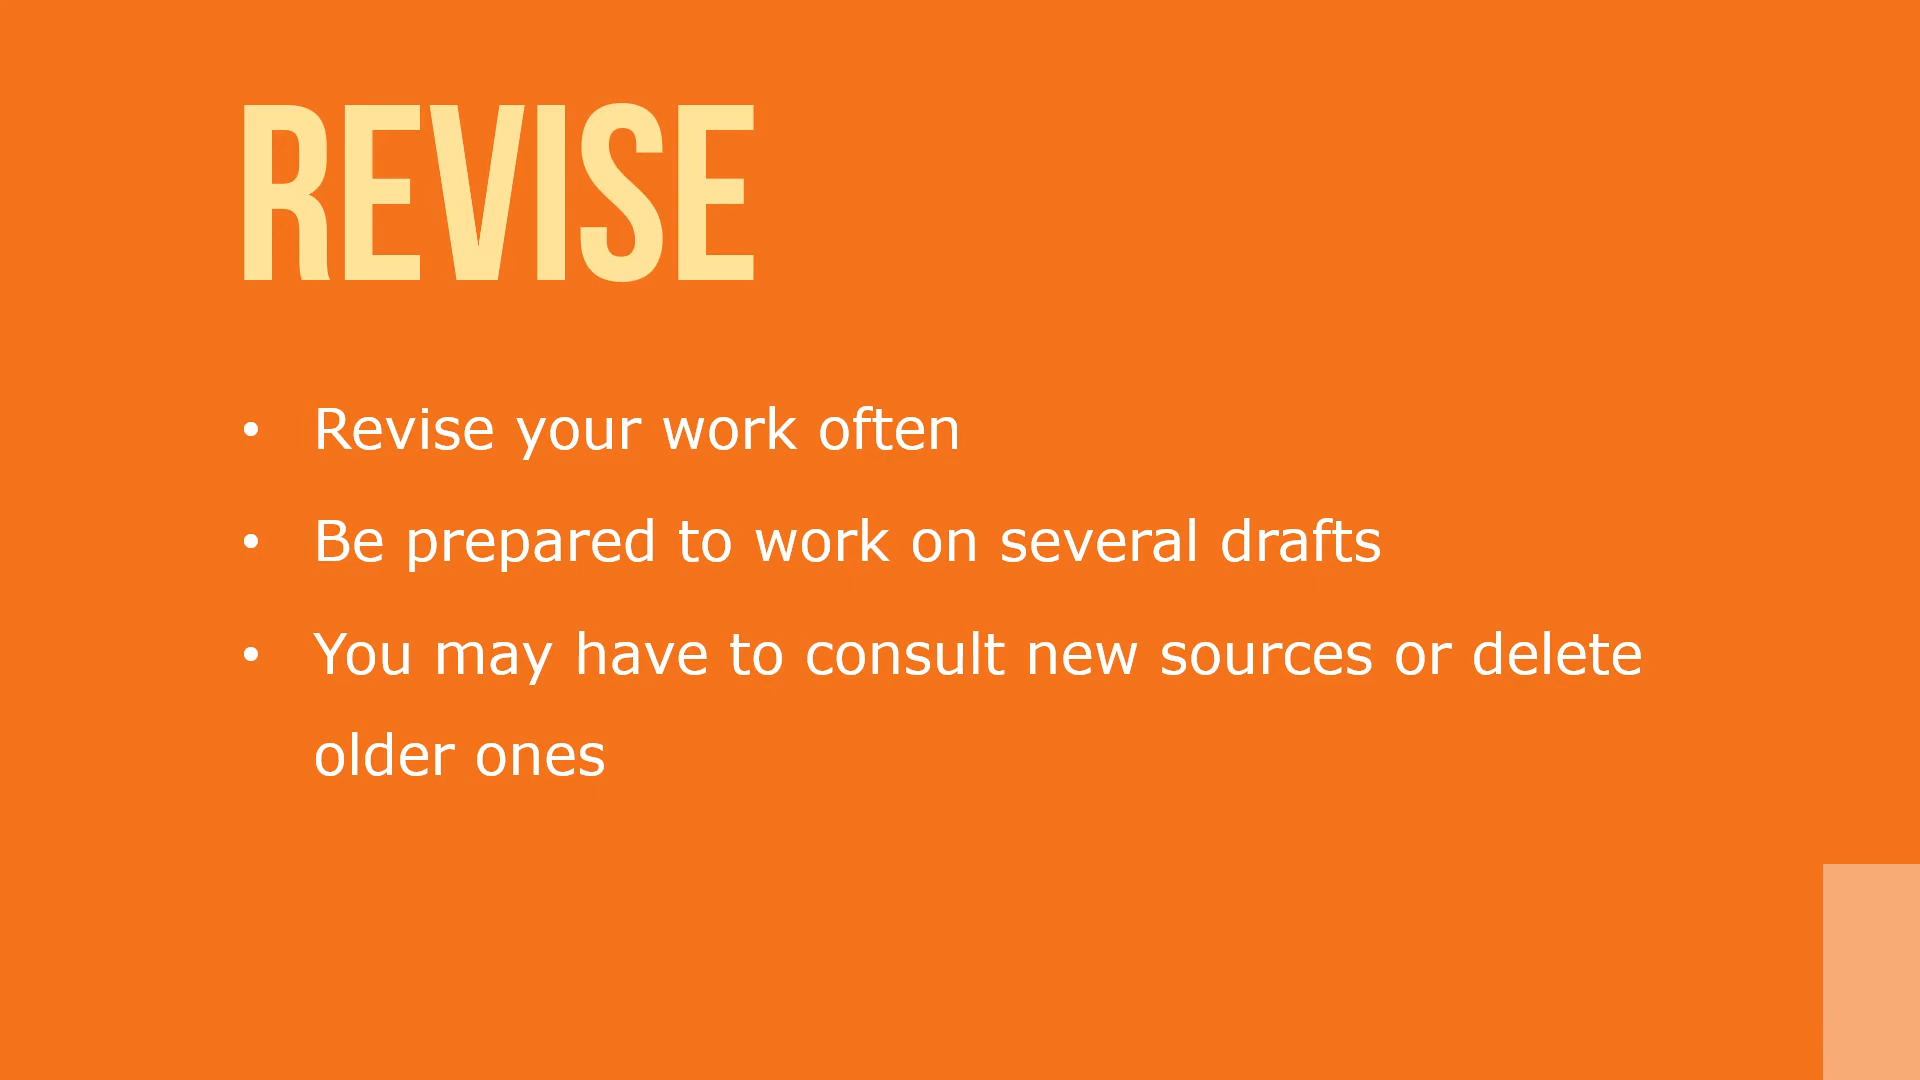 REVISE
• Revise your work often
• Be prepared to work on several drafts
• You may have to consult new sources or delete
older ones